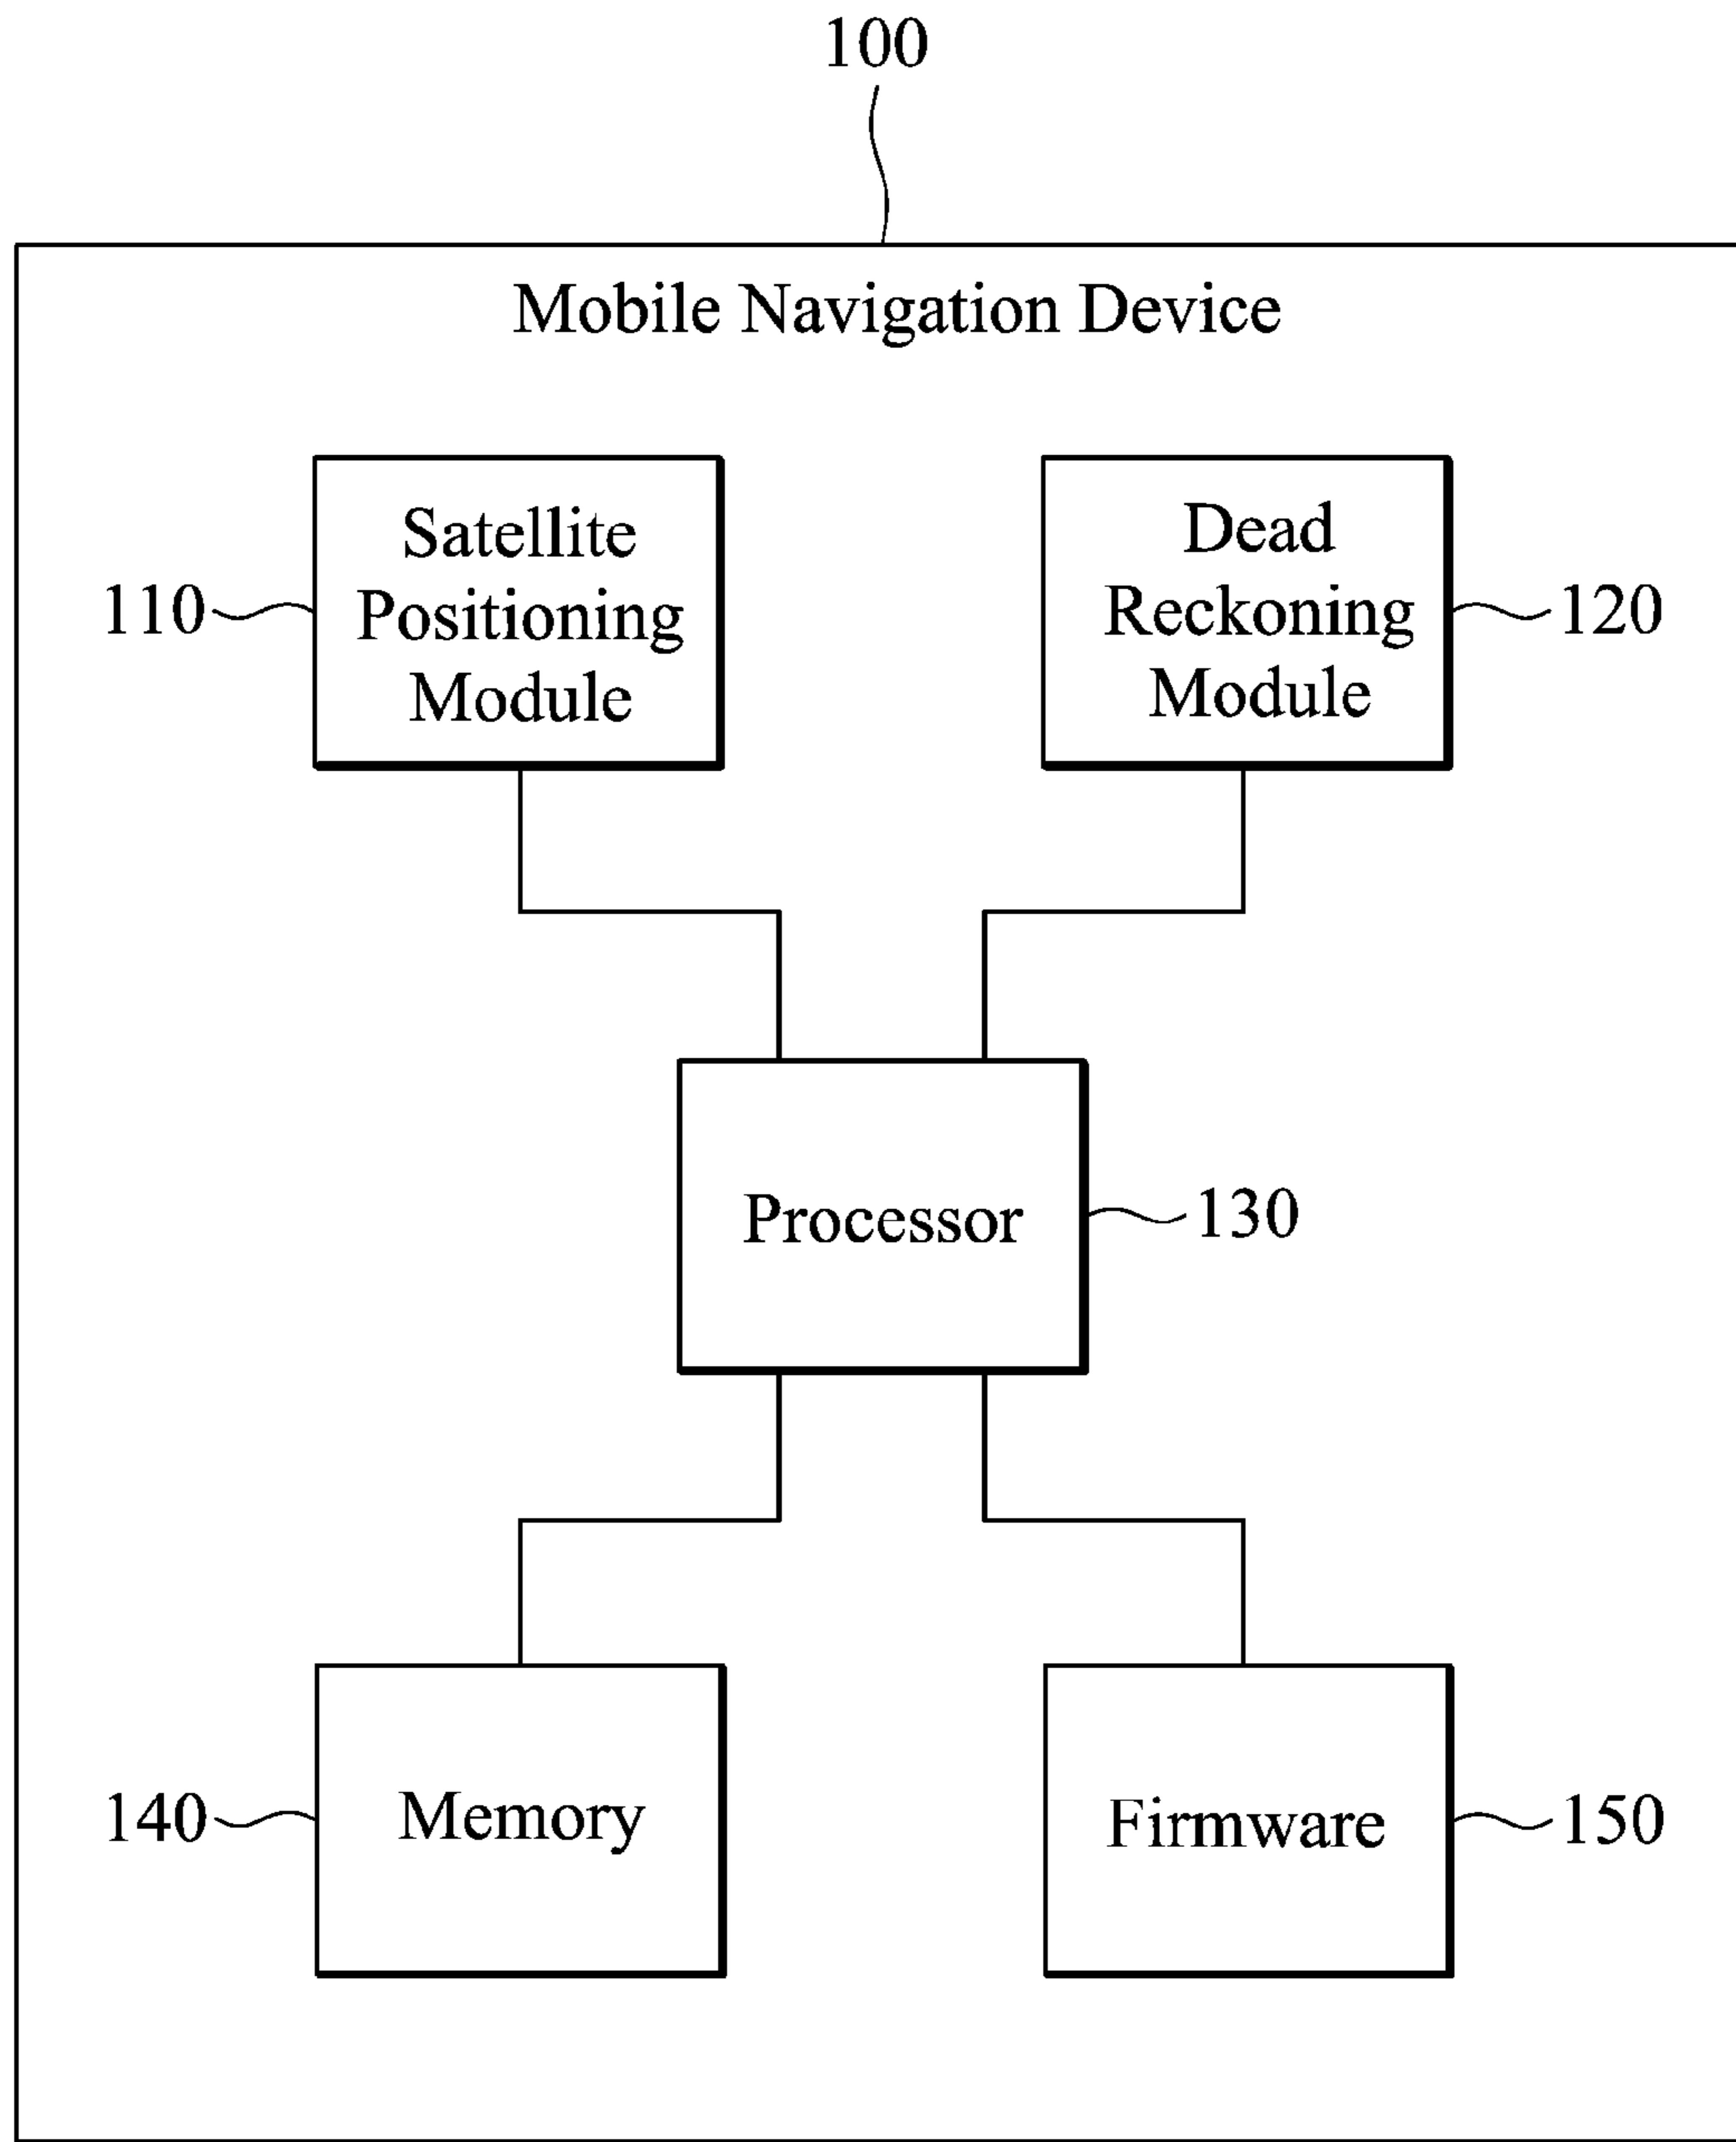 100
Mobile Navigation Device
110
Satellite
Positioning
Module
Dead
Reckoning
Module
120
Processor
130
140
Memory
Firmware
150